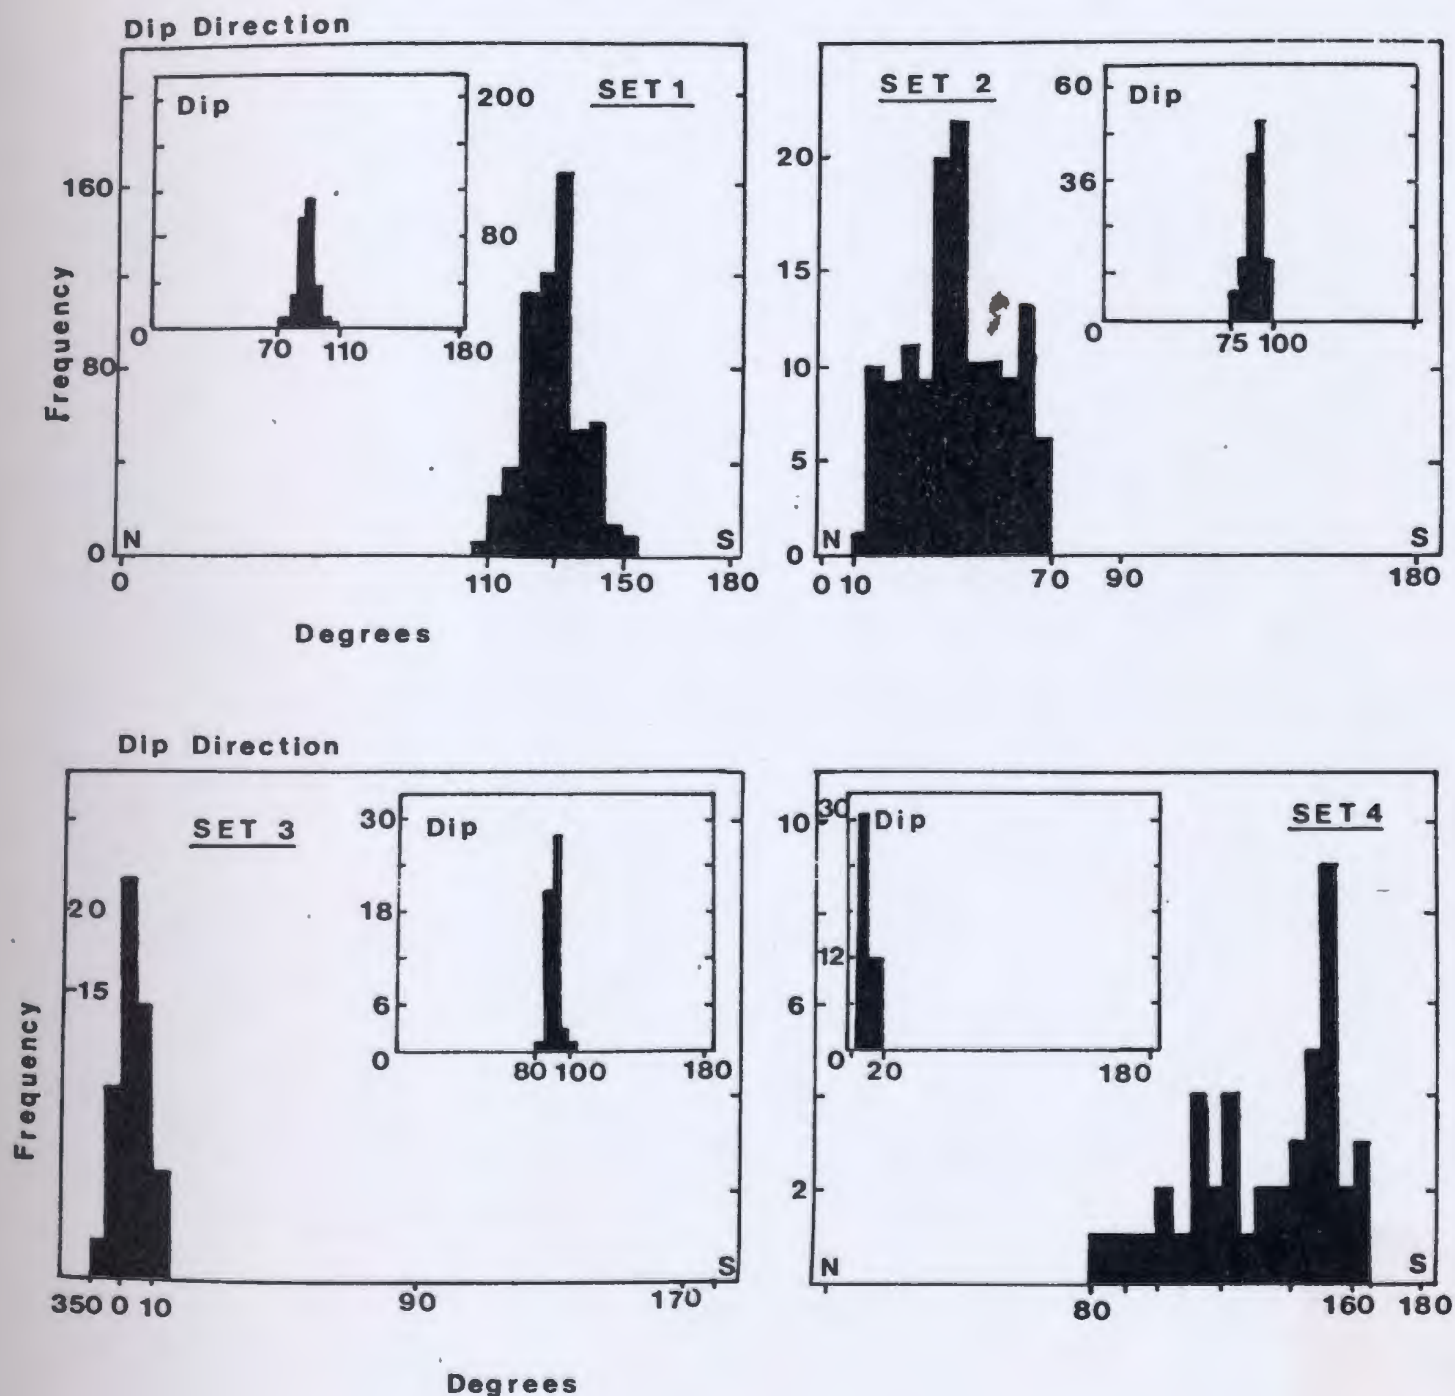 Dip Direction
SET 1
Dip
200
80
0
70 110 180
160
80
0
Frequency
N S
0 110 150 180
Degrees
SET 2
Dip
60
36
0
75 100
20
15
10
5
0
N S
0 10 70 90 180
Dip Direction
SET 3
Dip
30
18
6
0
80 100 180
20
15
Frequency
S
350 0 10 90 170
Degrees
SET 4
Dip
30
12
0
20 180
10
6
2
N S
80 160 180